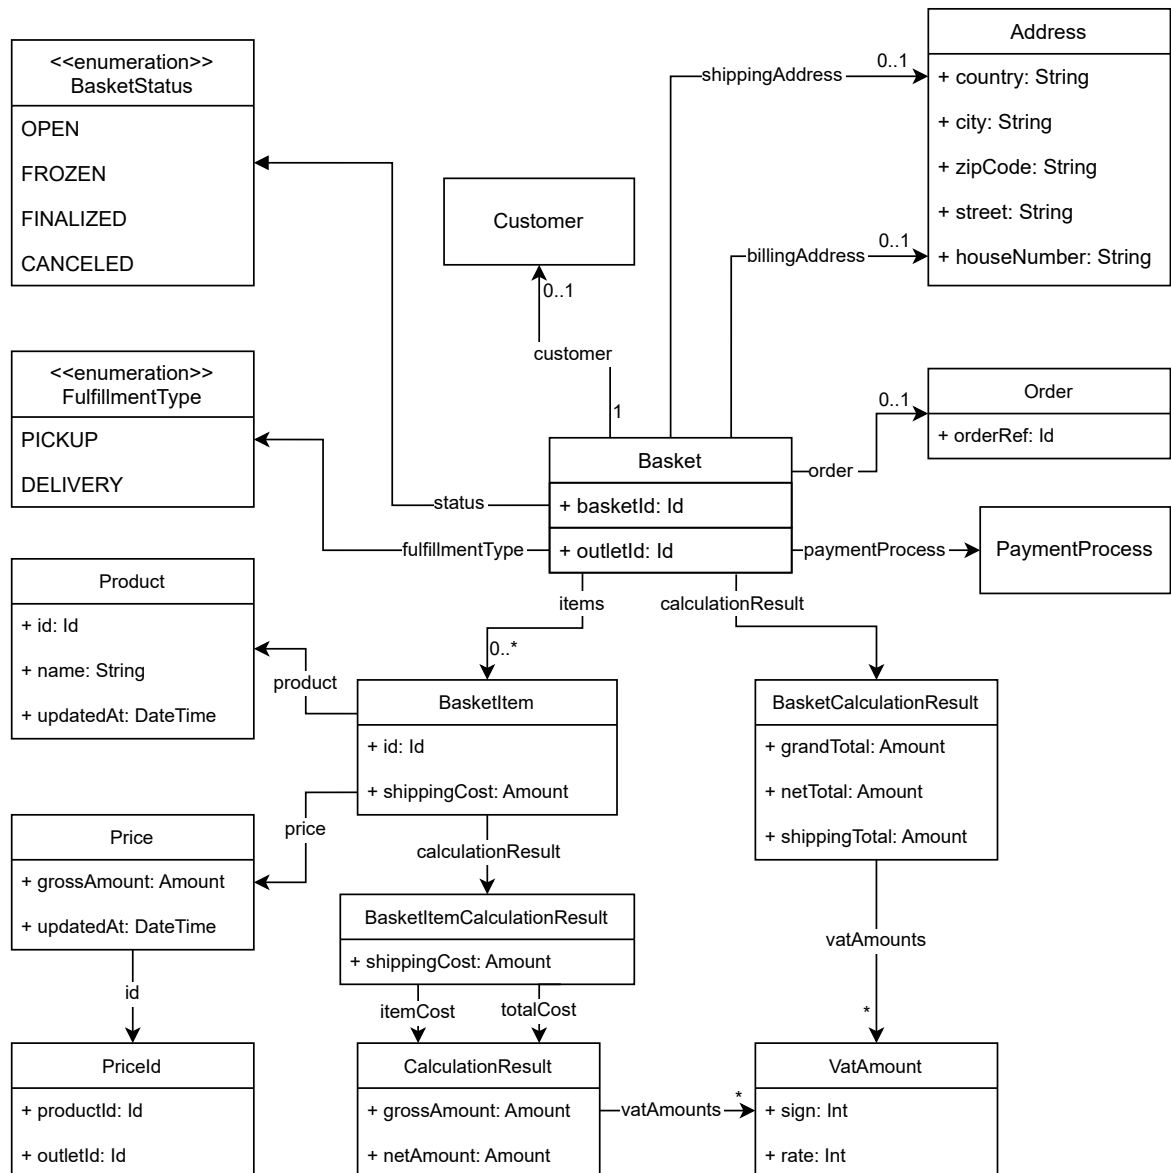 <<enumeration>>
BasketStatus
OPEN
FROZEN
FINALIZED
CANCELED
Customer
Address
+ country: String
+ city: String
+ zipCode: String
+ street: String
+ houseNumber: String
shippingAddress
0..1
billingAddress
0..1
0..1
customer
1
<<enumeration>>
FulfillmentType
PICKUP
DELIVERY
Order
+ orderRef: Id
0..1
order
Basket
+ basketId: Id
+ outletId: Id
status
fulfillmentType
paymentProcess
PaymentProcess
items
0..*
calculationResult
Product
+ id: Id
+ name: String
+ updatedAt: DateTime
product
BasketItem
+ id: Id
+ shippingCost: Amount
BasketCalculationResult
+ grandTotal: Amount
+ netTotal: Amount
+ shippingTotal: Amount
price
Price
+ grossAmount: Amount
+ updatedAt: DateTime
calculationResult
BasketItemCalculationResult
+ shippingCost: Amount
vatAmounts
*
id
itemCost
totalCost
PriceId
+ productId: Id
+ outletId: Id
CalculationResult
+ grossAmount: Amount
+ netAmount: Amount
vatAmounts
*
VatAmount
+ sign: Int
+ rate: Int